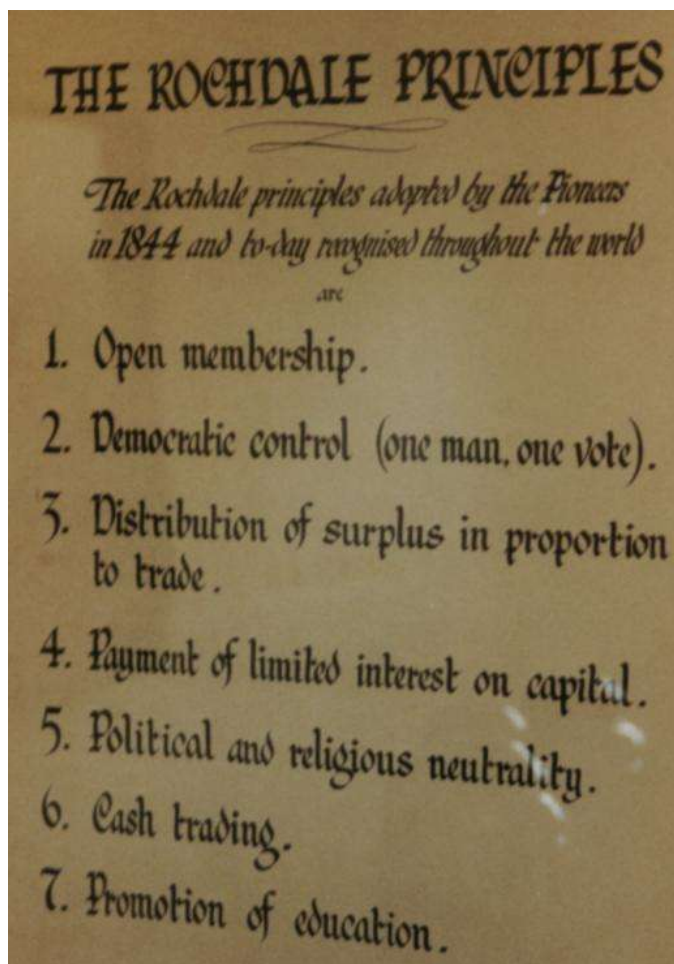 THE ROCHDALE PRINCIPLES
The Rochdale principles adopted by the Pioneers
in 1844 and to-day recognised throughout the world
are
1. Open membership.
2. Democratic control (one man, one vote).
3. Distribution of surplus in proportion
to trade.
4. Payment of limited interest on capital.
5. Political and religious neutrality.
6. Cash trading.
7. Promotion of education.